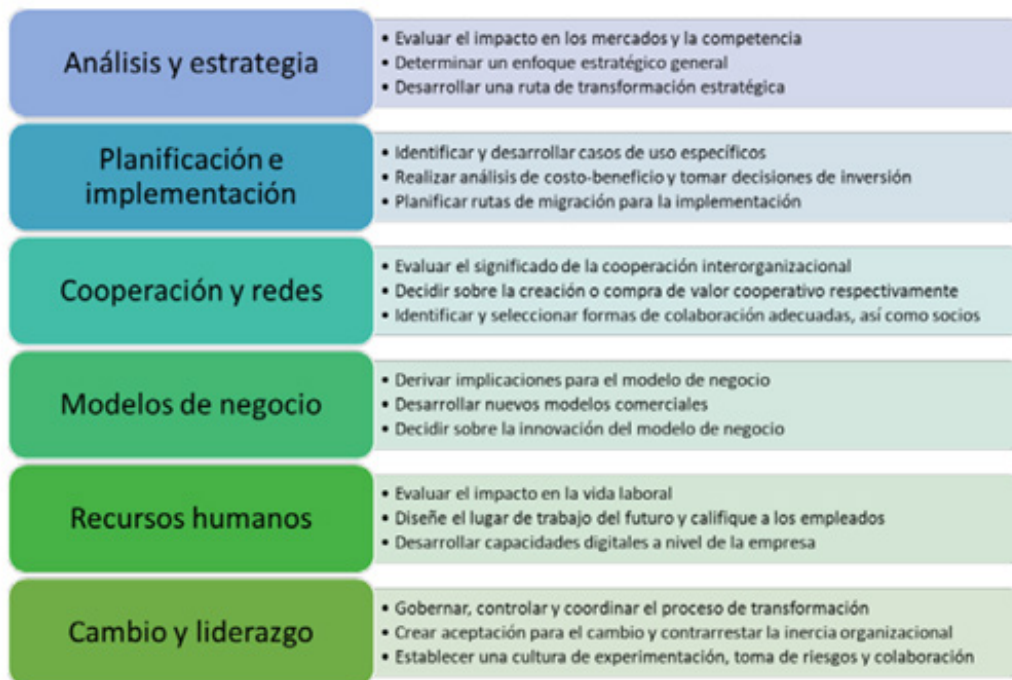 Análisis y estrategia
• Evaluar el impacto en los mercados y la competencia
• Determinar un enfoque estratégico general
• Desarrollar una ruta de transformación estratégica
Planificación e
implementación
• Identificar y desarrollar casos de uso específicos
• Realizar análisis de costo-beneficio y tomar decisiones de inversión
• Planificar rutas de migración para la implementación
Cooperación y redes
• Evaluar el significado de la cooperación interorganizacional
• Decidir sobre la creación o compra de valor cooperativo respectivamente
• Identificar y seleccionar formas de colaboración adecuadas, así como socios
Modelos de negocio
• Derivar implicaciones para el modelo de negocio
• Desarrollar nuevos modelos comerciales
• Decidir sobre la innovación del modelo de negocio
Recursos humanos
• Evaluar el impacto en la vida laboral
• Diseñe el lugar de trabajo del futuro y califique a los empleados
• Desarrollar capacidades digitales a nivel de la empresa
Cambio y liderazgo
• Gobernar, controlar y coordinar el proceso de transformación
• Crear aceptación para el cambio y contrarrestar la inercia organizacional
• Establecer una cultura de experimentación, toma de riesgos y colaboración